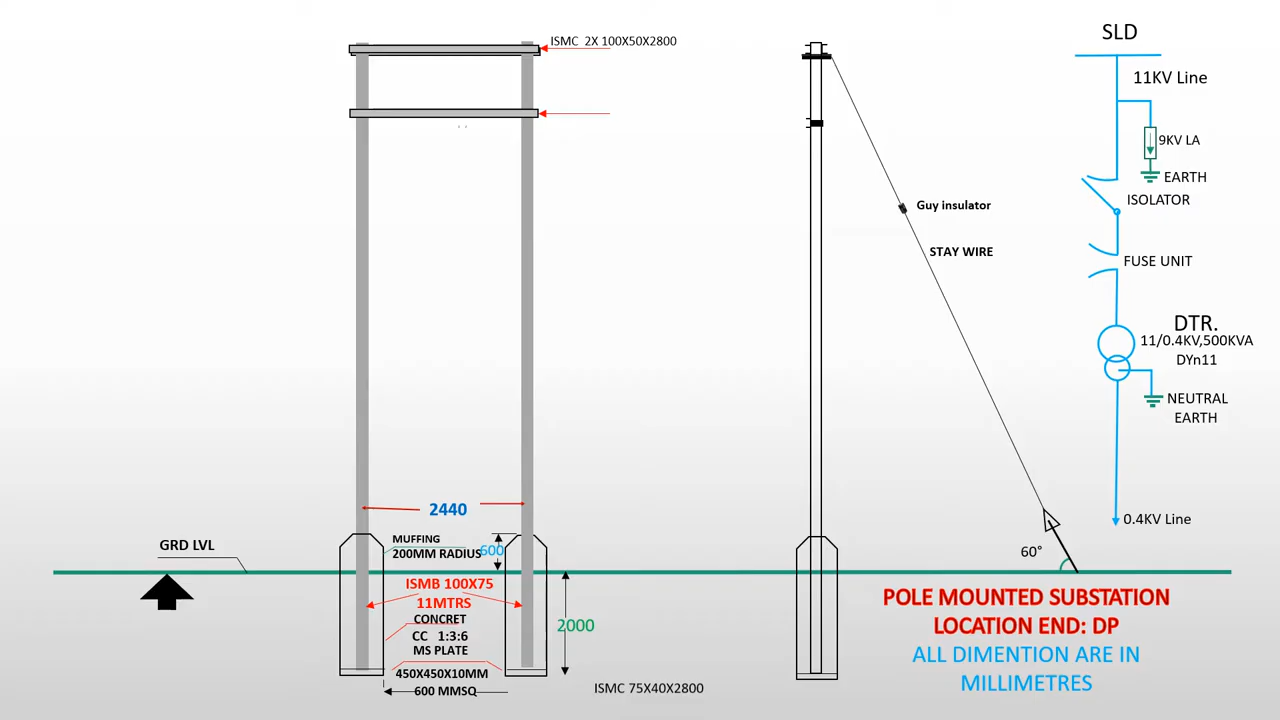 ISMC 2X 100X50X2800
2440
GRD LVL
MUFFING
200MM RADIUS
600
ISMB 100X75
11MTRS
CONCRET
CC 1:3:6
MS PLATE
450X450X10MM
600 MMSQ
2000
ISMC 75X40X2800
Guy insulator
STAY WIRE
60°
SLD
11KV Line
9KV LA
EARTH
ISOLATOR
FUSE UNIT
DTR.
11/0.4KV,500KVA
DYn11
NEUTRAL
EARTH
0.4KV Line
POLE MOUNTED SUBSTATION
LOCATION END: DP
ALL DIMENTION ARE IN
MILLIMETRES